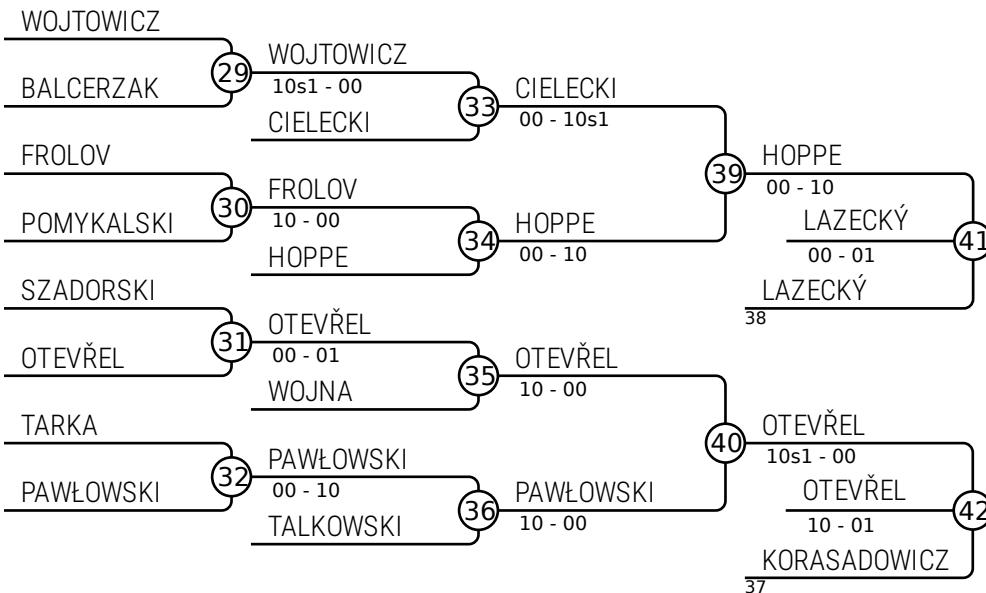 WOJTOWICZ
29
BALCERZAK
WOJTOWICZ
10s1 - 00
33
CIELECKI
CIELECKI
00 - 10s1
FROLOV
30
POMYKALSKI
FROLOV
10 - 00
34
HOPPE
HOPPE
00 - 10
39
HOPPE
00 - 10
LAZECKÝ
00 - 01
41
LAZECKÝ
38
SZADORSKI
31
OTEVŘEL
OTEVŘEL
00 - 01
35
WOJNA
OTEVŘEL
10 - 00
TARKA
32
PAWŁOWSKI
PAWŁOWSKI
00 - 10
36
TALKOWSKI
PAWŁOWSKI
10 - 00
40
OTEVŘEL
10s1 - 00
OTEVŘEL
10 - 01
42
KORASADOWICZ
37